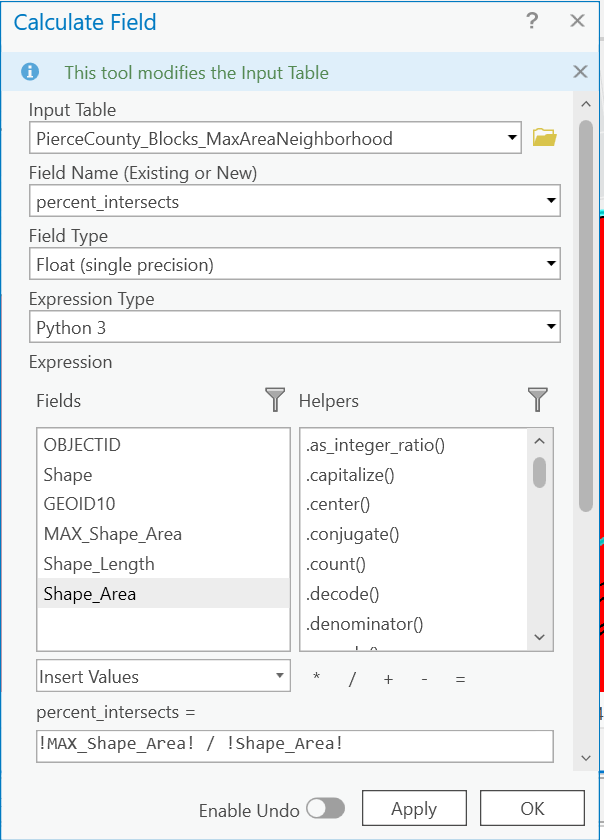 Calculate Field ?
This tool modifies the Input Table
Input Table
PierceCounty_Blocks_MaxAreaNeighborhood
Field Name (Existing or New)
percent_intersects
Field Type
Float (single precision)
Expression Type
Python 3
Expression
Fields
Helpers
OBJECTID
Shape
GEOID10
MAX_Shape_Area
Shape_Length
Shape_Area
.as_integer_ratio()
.capitalize()
.center()
.conjugate()
.count()
.decode()
.denominator()
Insert Values
* / + - =
percent_intersects =
!MAX_Shape_Area! / !Shape_Area!
Enable Undo
Apply
OK